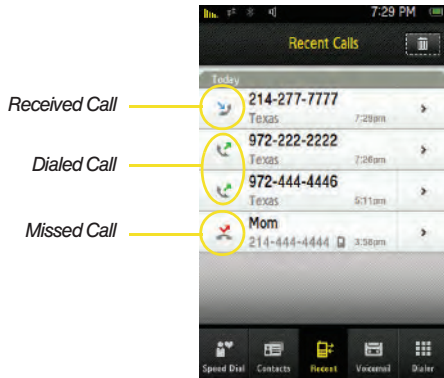 7:29 PM
Recent Calls
Today
Received Call
214-277-7777
Texas 7:29pm
Dialed Call
972-222-2222
Texas 7:26pm
972-444-4446
Texas 5:11pm
Missed Call
Mom
214-444-4444 3:58pm
Speed Dial Contacts Recent Voicemail Dialer